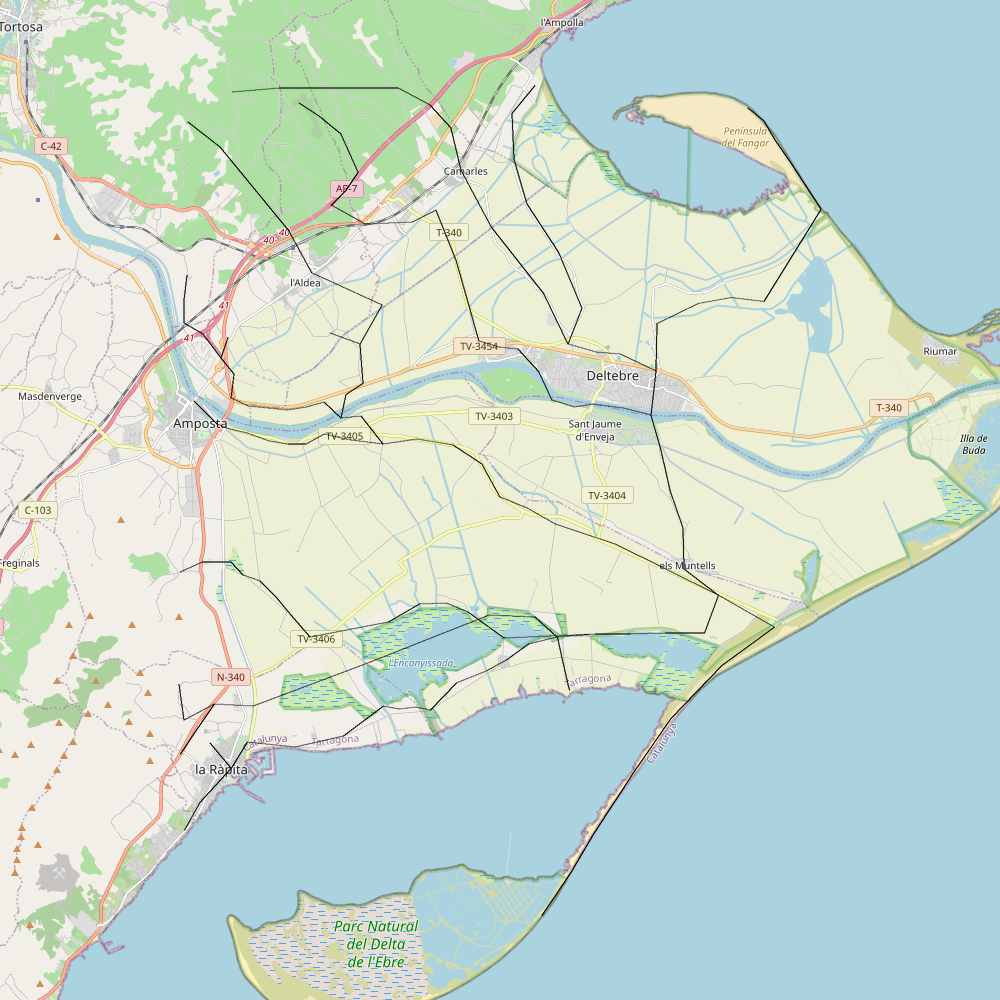 l'Ampolla
Tortosa
Península
del Fangar
C-42
Camarles
AP-7
T-340
40
40
l'Aldea
41
41
TV-3454
Riumar
Deltebre
Masdenverge
T-340
TV-3403
Sant Jaume
d'Enveja
Amposta
TV-3405
Illa de
Buda
TV-3404
C-103
Freginals
els Muntells
TV-3406
L'Encanyissada
N-340
Tarragona
Catalunya
Tarragona
Catalunya
la Ràpita
Parc Natural
del Delta
de l'Ebre